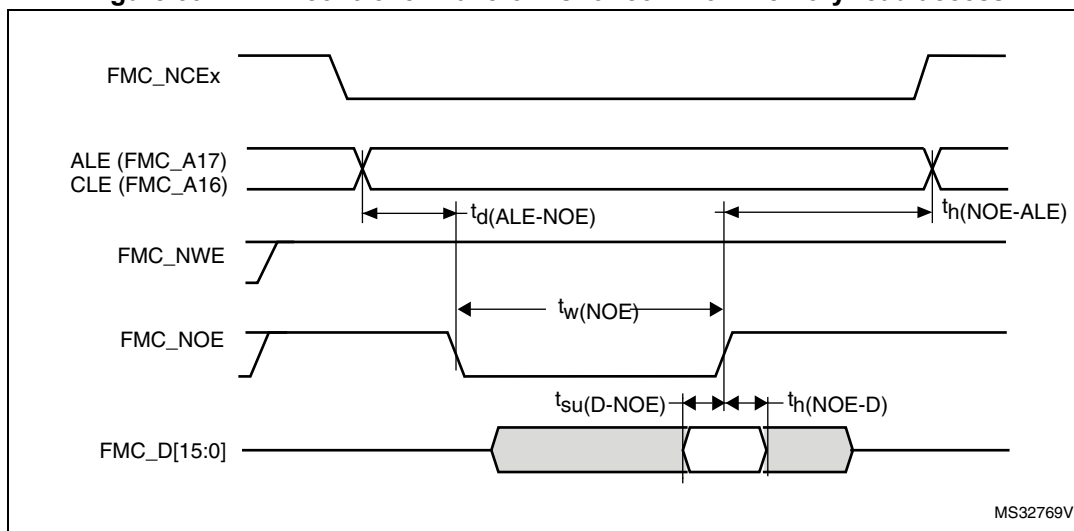 FMC_NCEx
ALE (FMC_A17)
CLE (FMC_A16)
td(ALE-NOE)
th(NOE-ALE)
FMC_NWE
tw(NOE)
FMC_NOE
tsu(D-NOE)
th(NOE-D)
FMC_D[15:0]
MS32769V